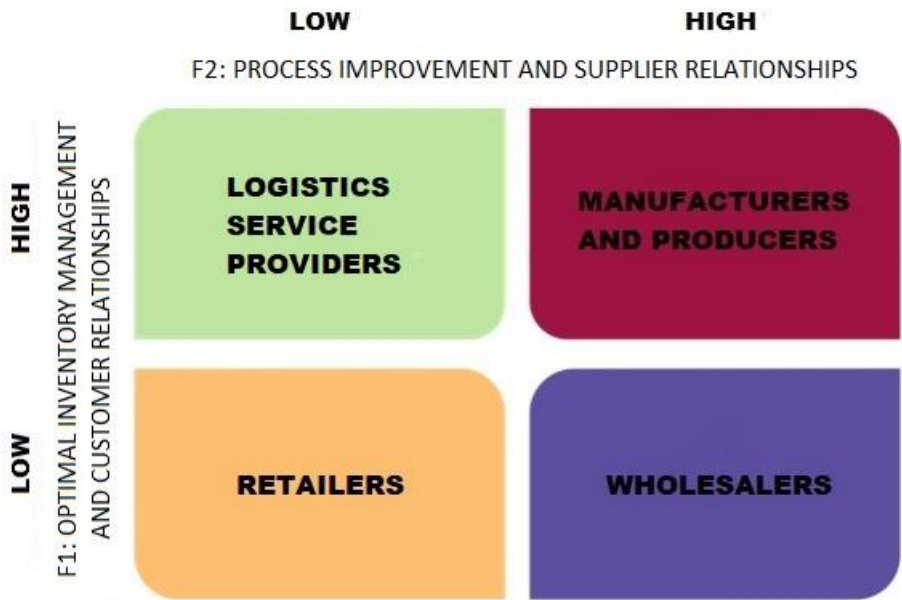 LOW HIGH
F2: PROCESS IMPROVEMENT AND SUPPLIER RELATIONSHIPS
HIGH
LOW
F1: OPTIMAL INVENTORY MANAGEMENT
AND CUSTOMER RELATIONSHIPS
LOGISTICS
SERVICE
PROVIDERS
MANUFACTURERS
AND PRODUCERS
RETAILERS
WHOLESALERS